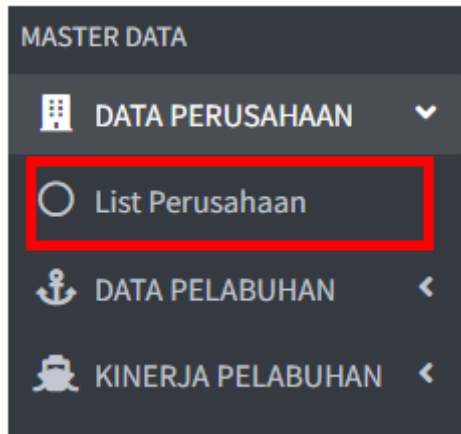 MASTER DATA
DATA PERUSAHAAN
List Perusahaan
DATA PELABUHAN
KINERJA PELABUHAN